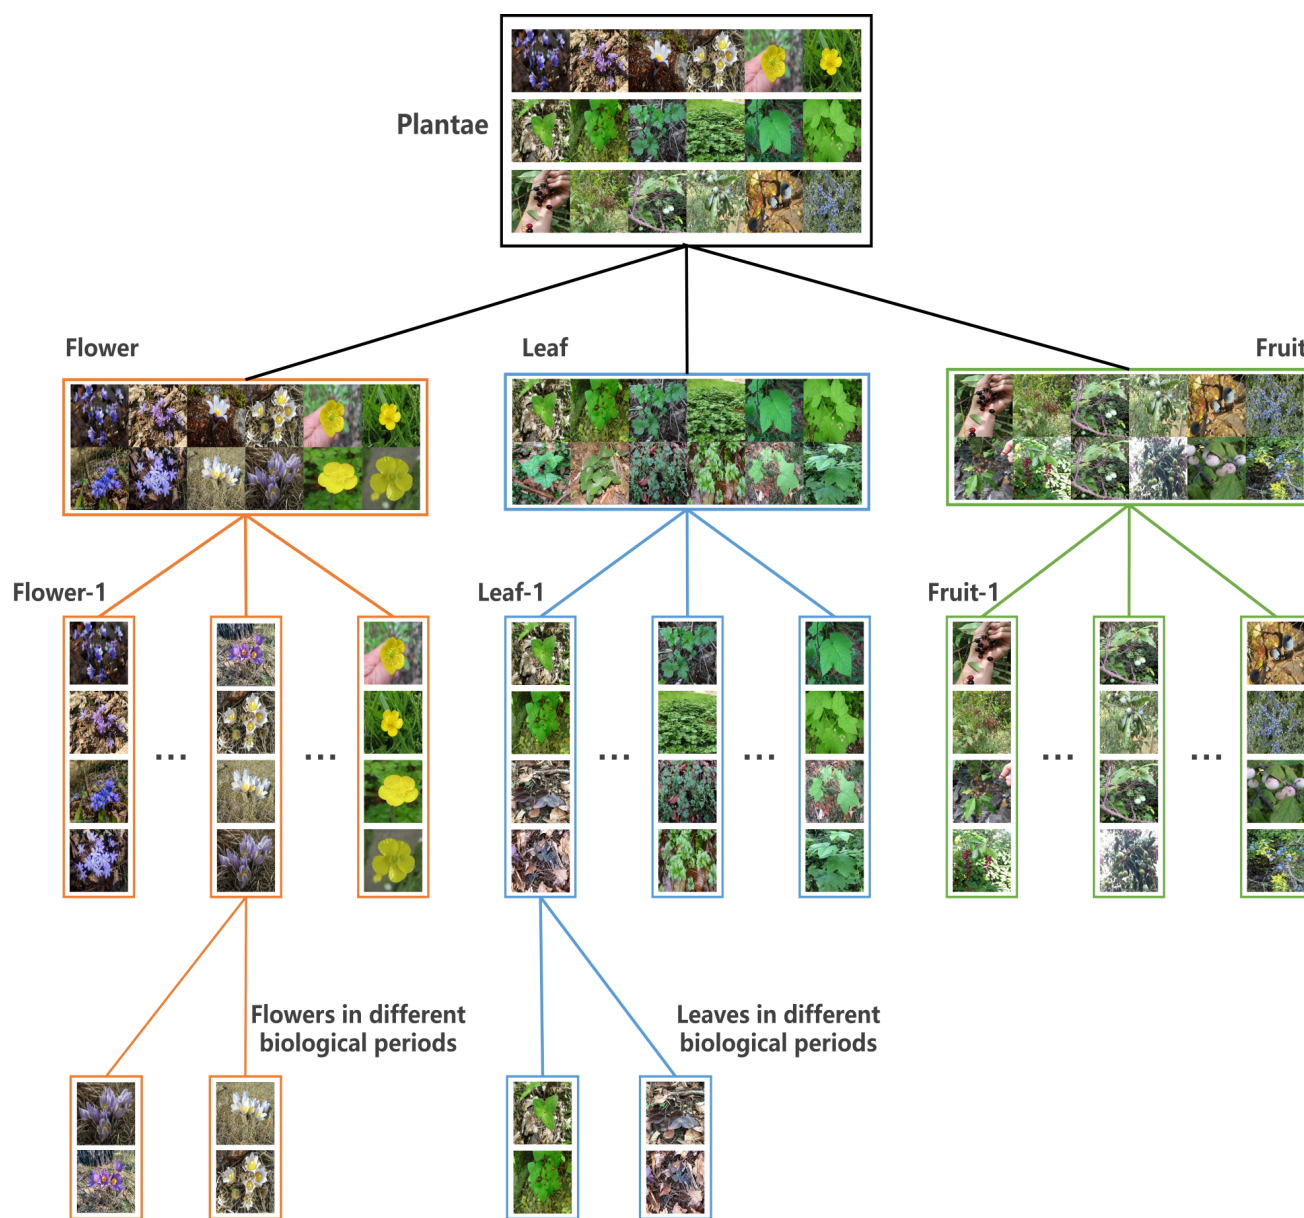 Plantae
Flower
Leaf
Fruit
Flower-1
Leaf-1
Fruit-1
...
...
...
...
...
...
Flowers in different
biological periods
Leaves in different
biological periods